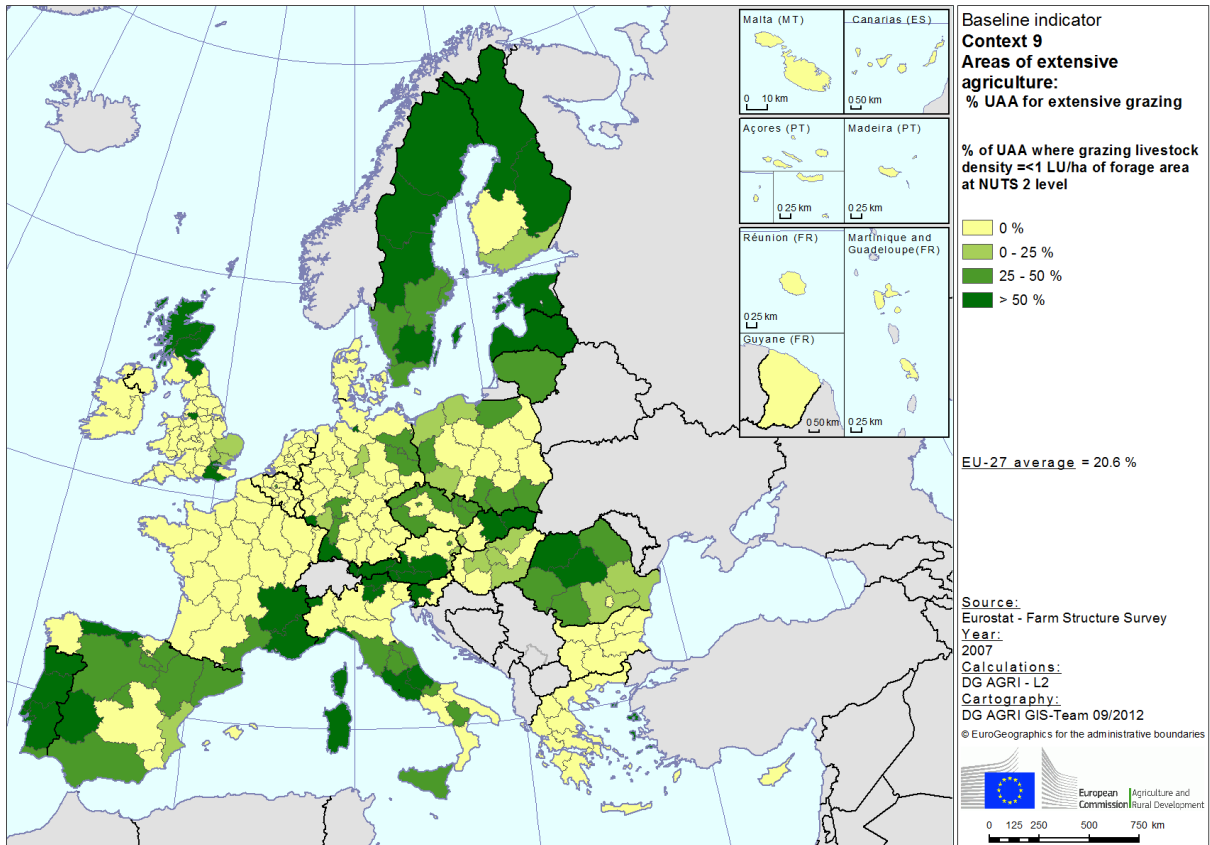 Malta (MT)
0 10 km
Canarias (ES)
0 50 km
Açores (PT)
0 25 km
Madeira (PT)
0 25 km
Réunion (FR)
0 25 km
Martinique and
Guadeloupe(FR)
0 25 km
Guyane (FR)
0 50 km
Baseline indicator
Context 9
Areas of extensive
agriculture:
% UAA for extensive grazing
% of UAA where grazing livestock
density =<1 LU/ha of forage area
at NUTS 2 level
0 %
0 - 25 %
25 - 50 %
> 50 %
EU-27 average = 20.6 %
Source:
Eurostat - Farm Structure Survey
Year:
2007
Calculations:
DG AGRI - L2
Cartography:
DG AGRI GIS-Team 09/2012
© EuroGeographics for the administrative boundaries
European
Commission
Agriculture and
Rural Development
0 125 250 500 750 km